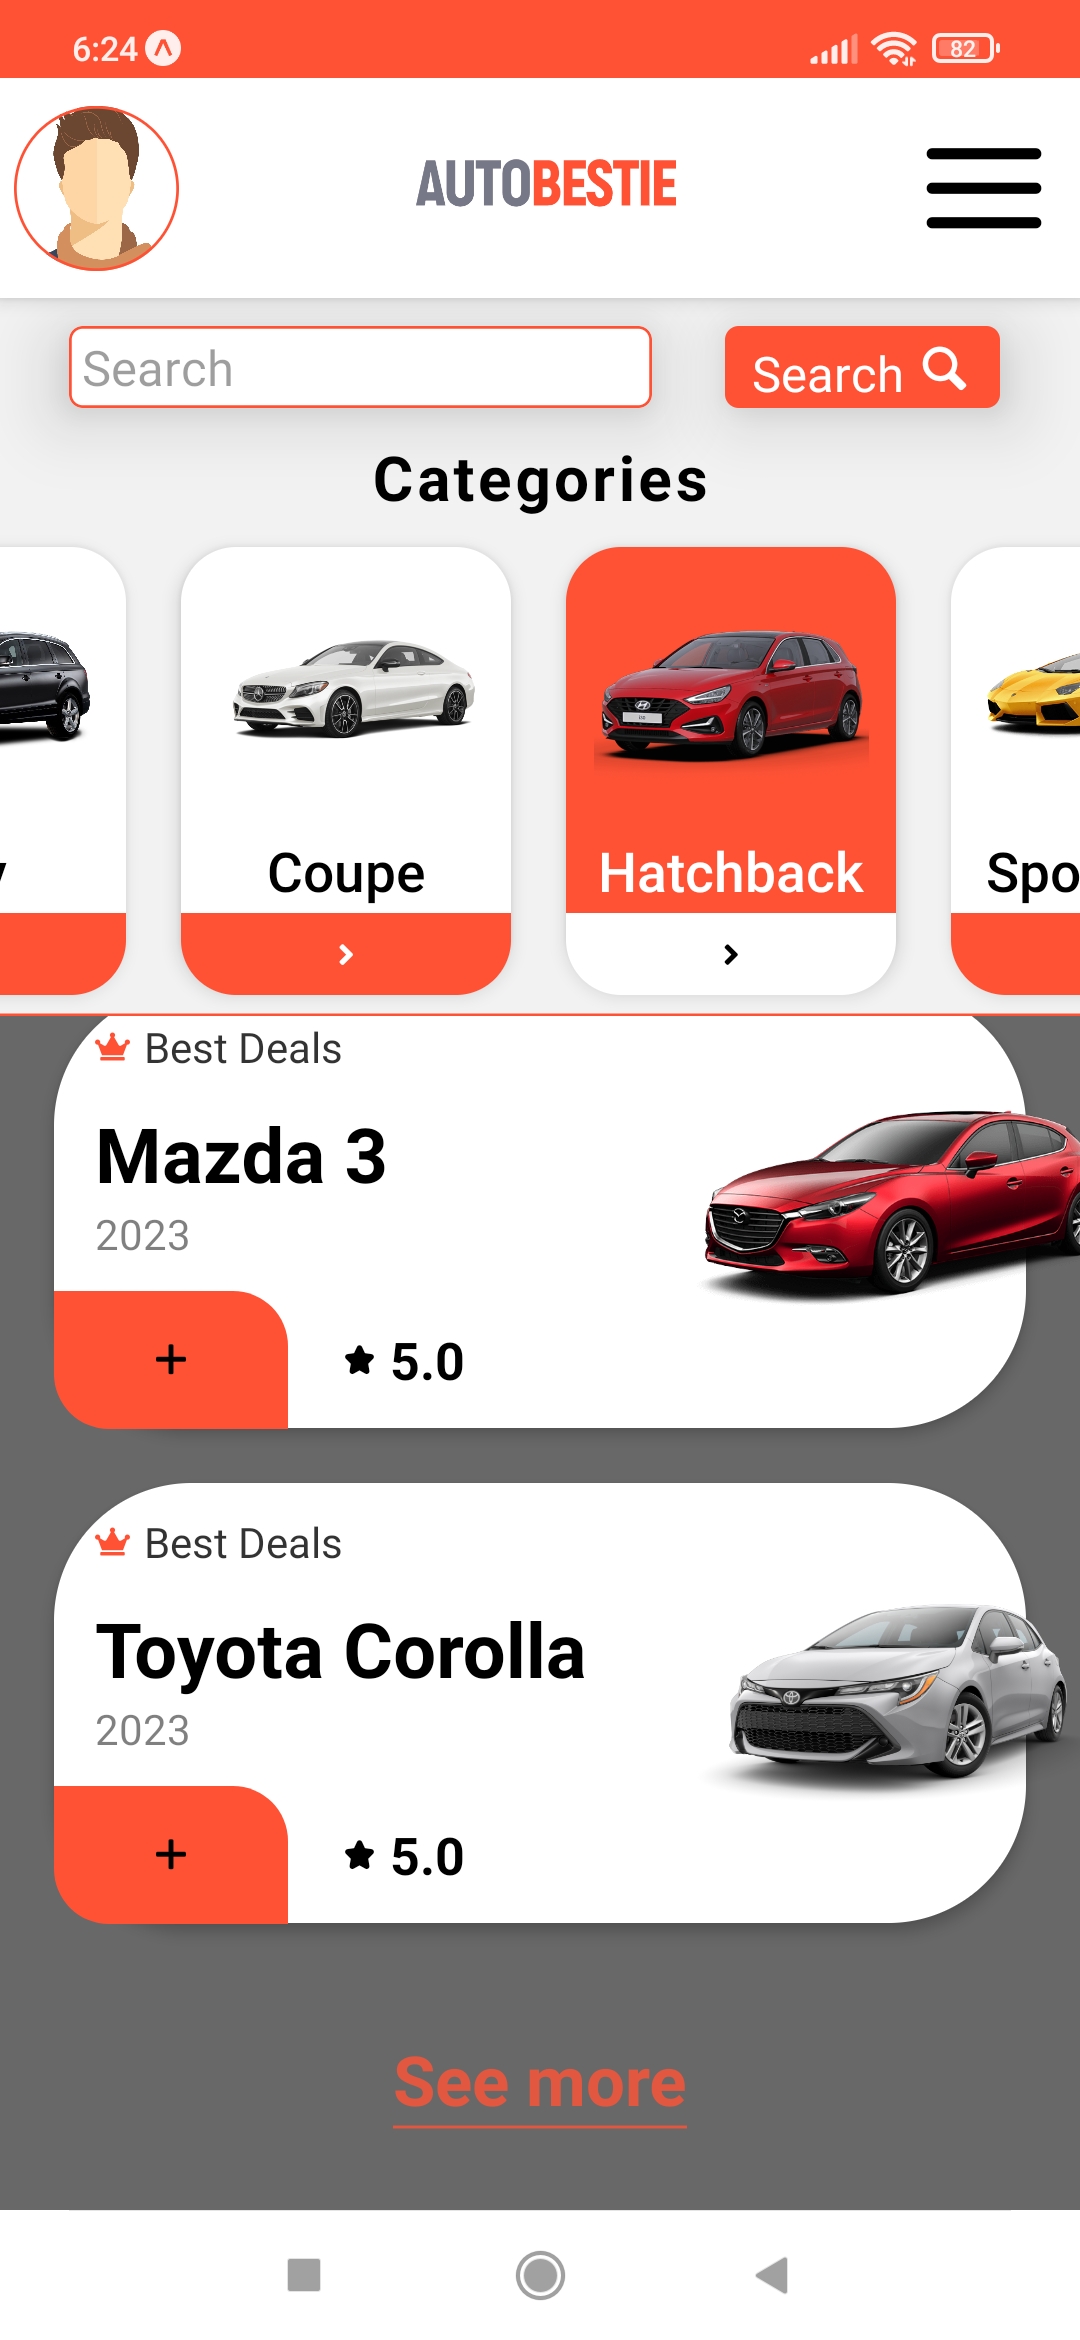 6:24
82
AUTOBESTIE
Search
Search
Categories
y
Coupe
Hatchback
Spo
Best Deals
Mazda 3
2023
+
5.0
Best Deals
Toyota Corolla
2023
+
5.0
See more